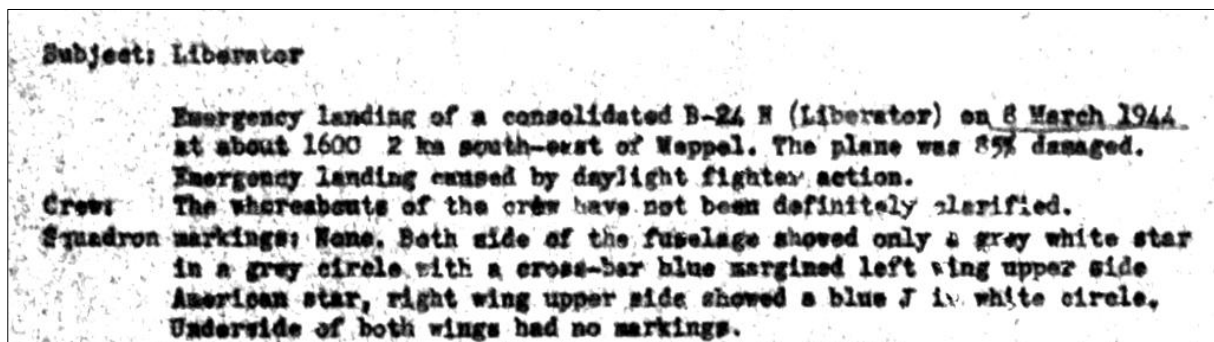 Subject: Liberator
Emergency landing of a consolidated B-24 H (Liberator) on 8 March 1944
at about 1600 2 km south-east of Meppel. The plane was 85% damaged.
Emergency landing caused by daylight fighter action.
Crew: The whereabouts of the crew have not been definitely clarified.
Squadron markings: None. Both side of the fuselage showed only a grey white star
in a grey circle with a cross-bar blue margined left wing upper side
American star, right wing upper side showed a blue J in white circle.
Underside of both wings had no markings.